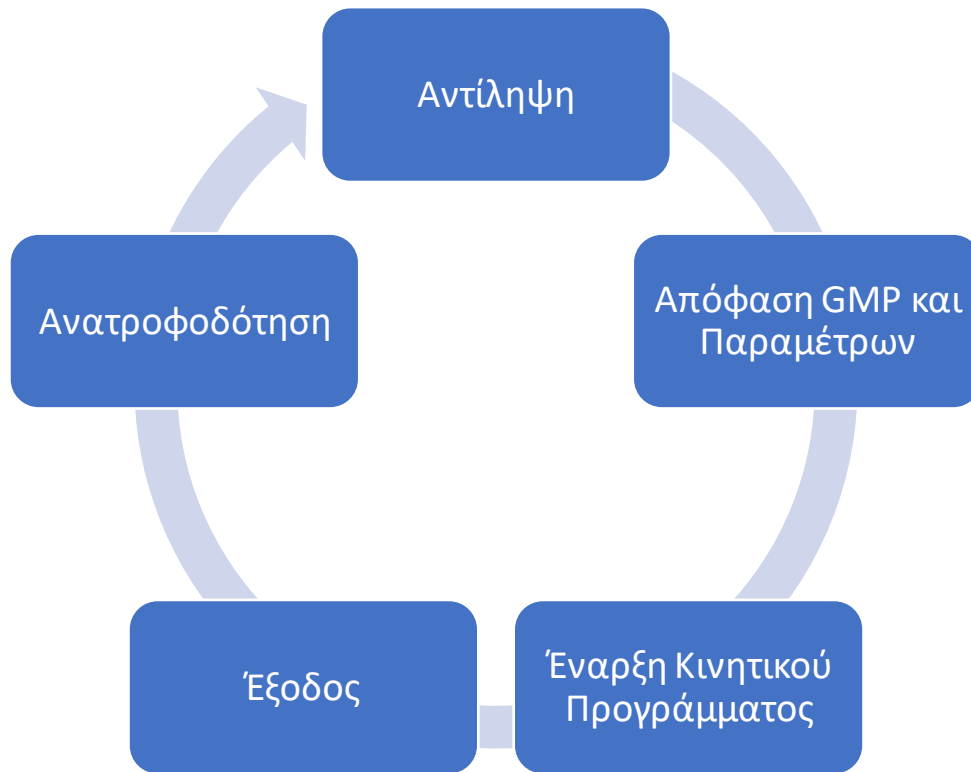 Αντίληψη
Απόφαση GMP και
Παραμέτρων
Έναρξη Κινητικού
Προγράμματος
Έξοδος
Ανατροφοδότηση